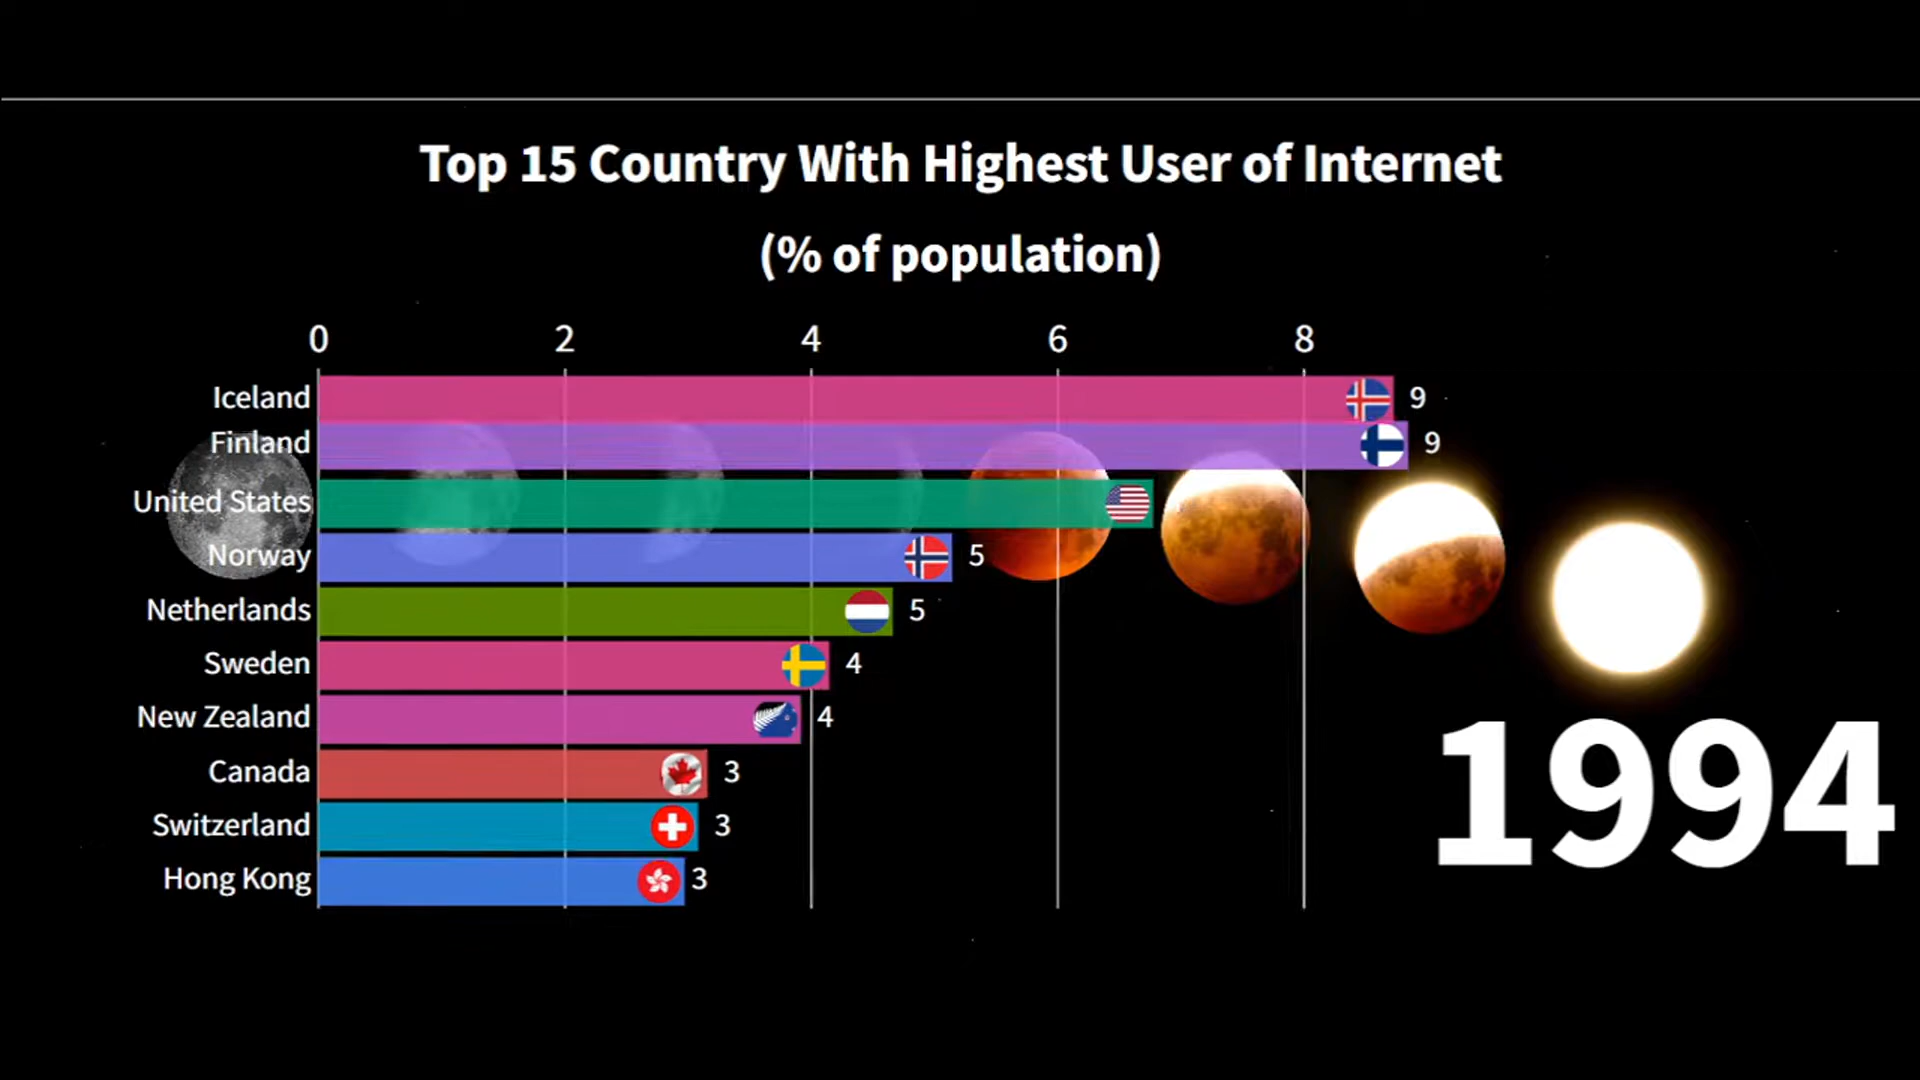 Top 15 Country With Highest User of Internet
(% of population)
0 2 4 6 8
Iceland 9
Finland 9
United States
Norway 5
Netherlands 5
Sweden 4
New Zealand 4
Canada 3
Switzerland 3
Hong Kong 3
1994